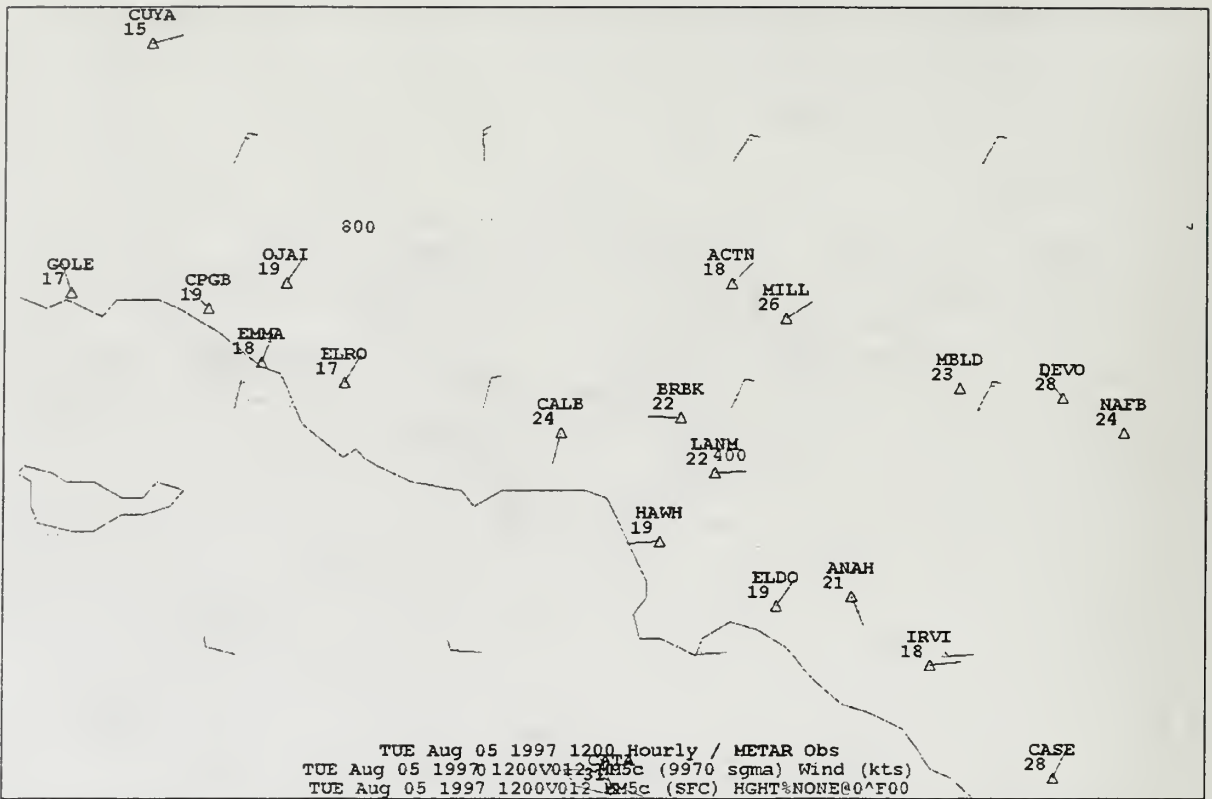 CUYA
15
800
GOLE
17
CPGB
19
OJAI
19
ACTN
18
MILL
26
EMMA
18
ELRO
17
MBLD
23
DEVO
28
NAFB
24
CALB
24
BRBK
22
LANM
22 400
HAWH
19
ELDO
19
ANAH
21
IRVI
18
CASE
28
TUE Aug 05 1997 1200 Hourly / METAR Obs
CATA
31
TUE Aug 05 1997 1200V012 MM5c (9970 sgma) Wind (kts)
TUE Aug 05 1997 1200V012 MM5c (SFC) HGHT%NONE@0^F00